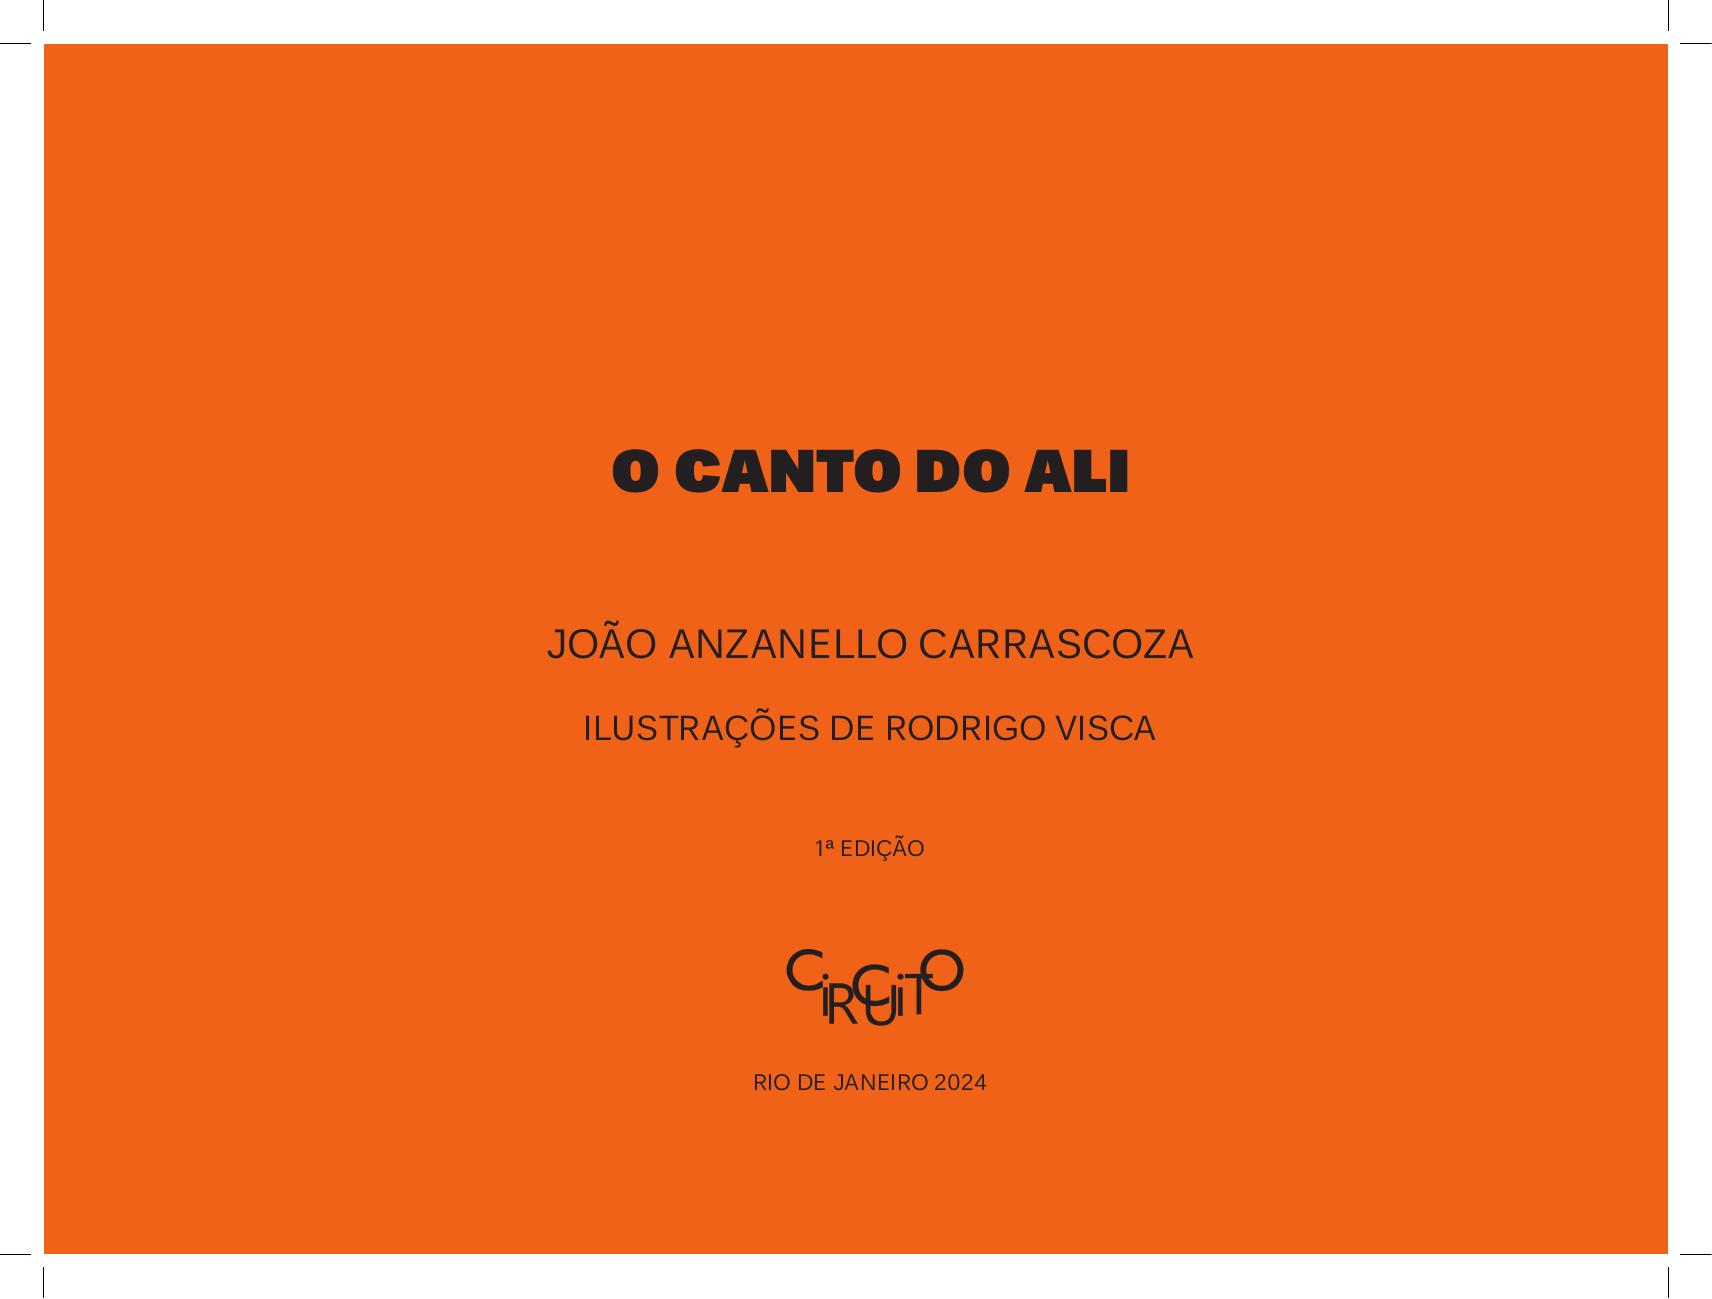 O CANTO DO ALI
JOÃO ANZANELLO CARRASCOZA
ILUSTRAÇÕES DE RODRIGO VISCA
1ª EDIÇÃO
CiRCUiTO
RIO DE JANEIRO 2024